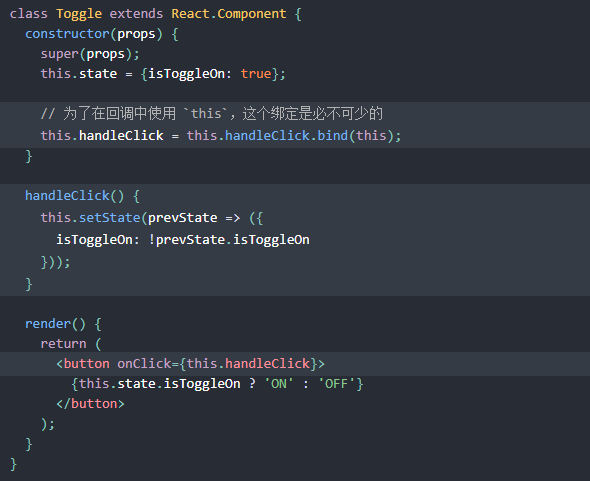 class Toggle extends React.Component {
  constructor(props) {
    super(props);
    this.state = {isToggleOn: true};

    // 为了在回调中使用 `this`，这个绑定是必不可少的
    this.handleClick = this.handleClick.bind(this);
  }

  handleClick() {
    this.setState(prevState => ({
      isToggleOn: !prevState.isToggleOn
    }));
  }

  render() {
    return (
      <button onClick={this.handleClick}>
        {this.state.isToggleOn ? 'ON' : 'OFF'}
      </button>
    );
  }
}